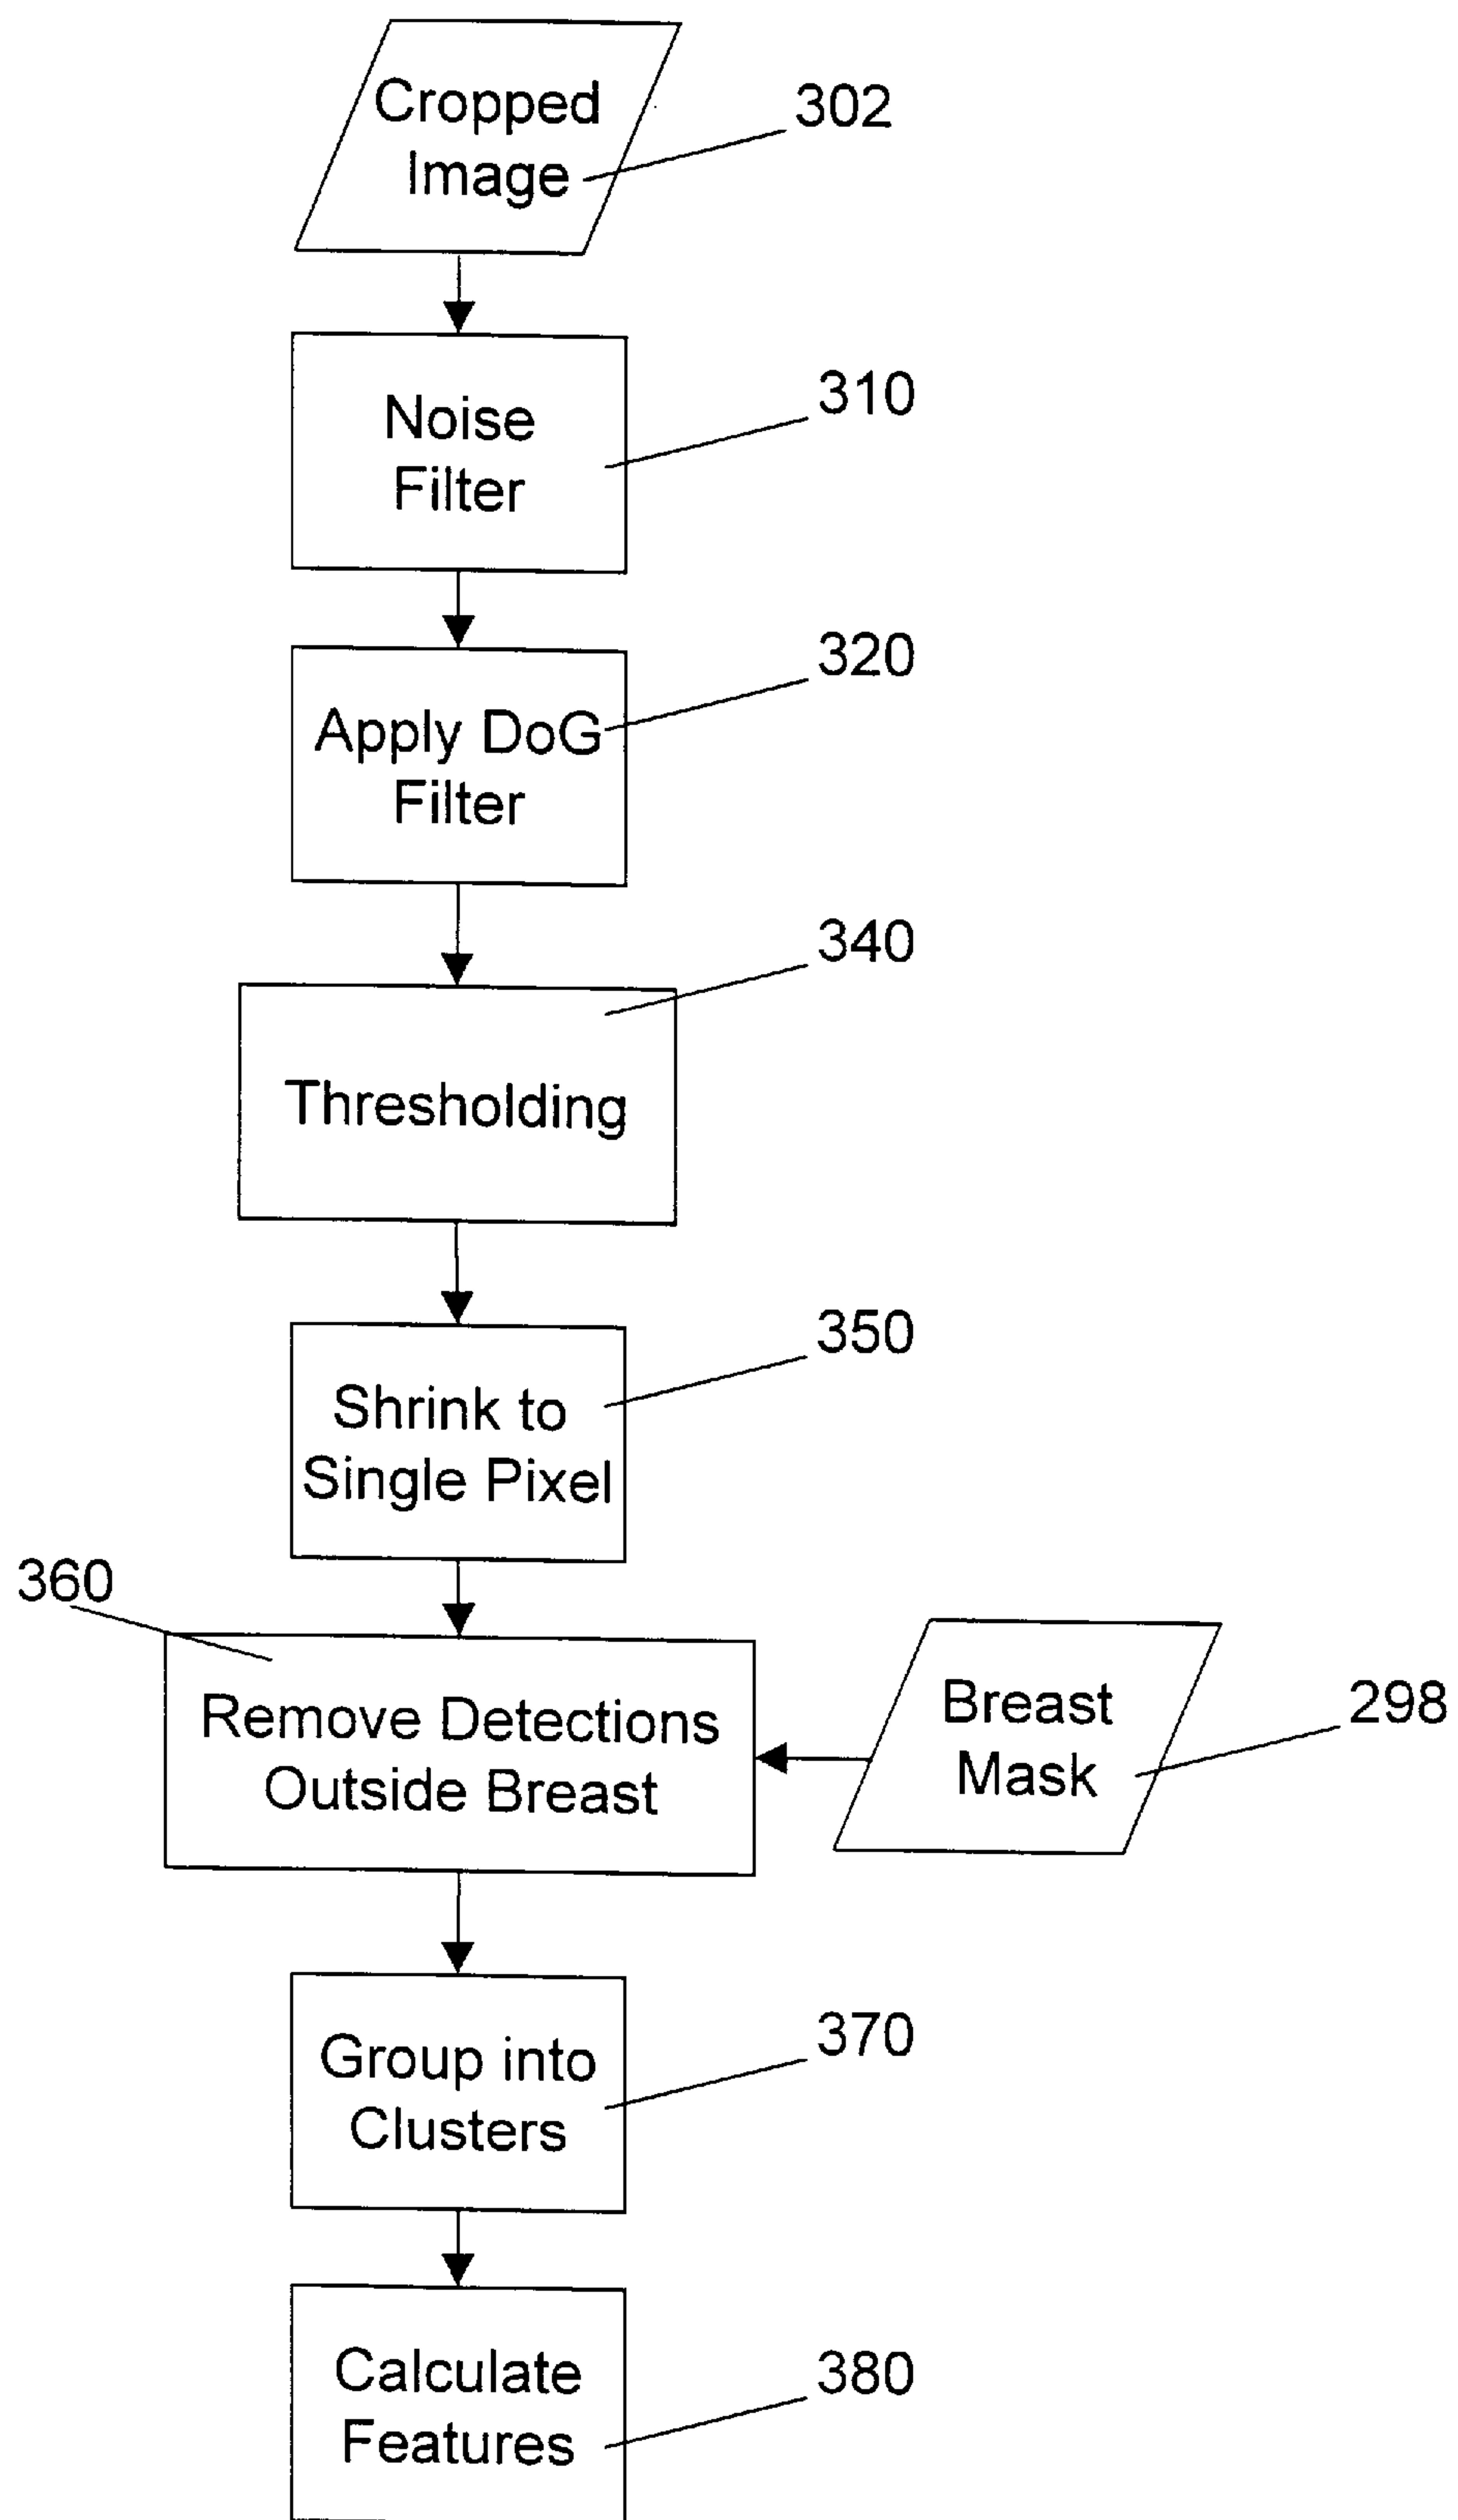 Cropped
Image
302
Noise
Filter
310
Apply DoG
Filter
320
Thresholding
340
Shrink to
Single Pixel
350
360
Remove Detections
Outside Breast
Breast
Mask
298
Group into
Clusters
370
Calculate
Features
380